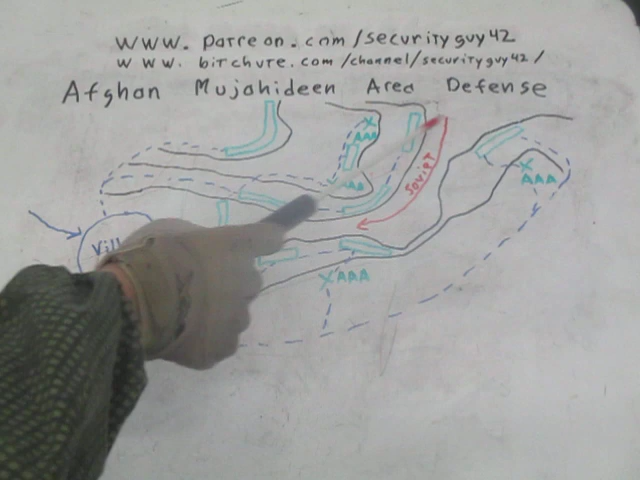 www.patreon.com/securityguy42
www.bitchute.com/channel/securityguy42/
Afghan Mujahideen Area Defense
AAA
AAA
SOVIET
AAA
Vill
AAA